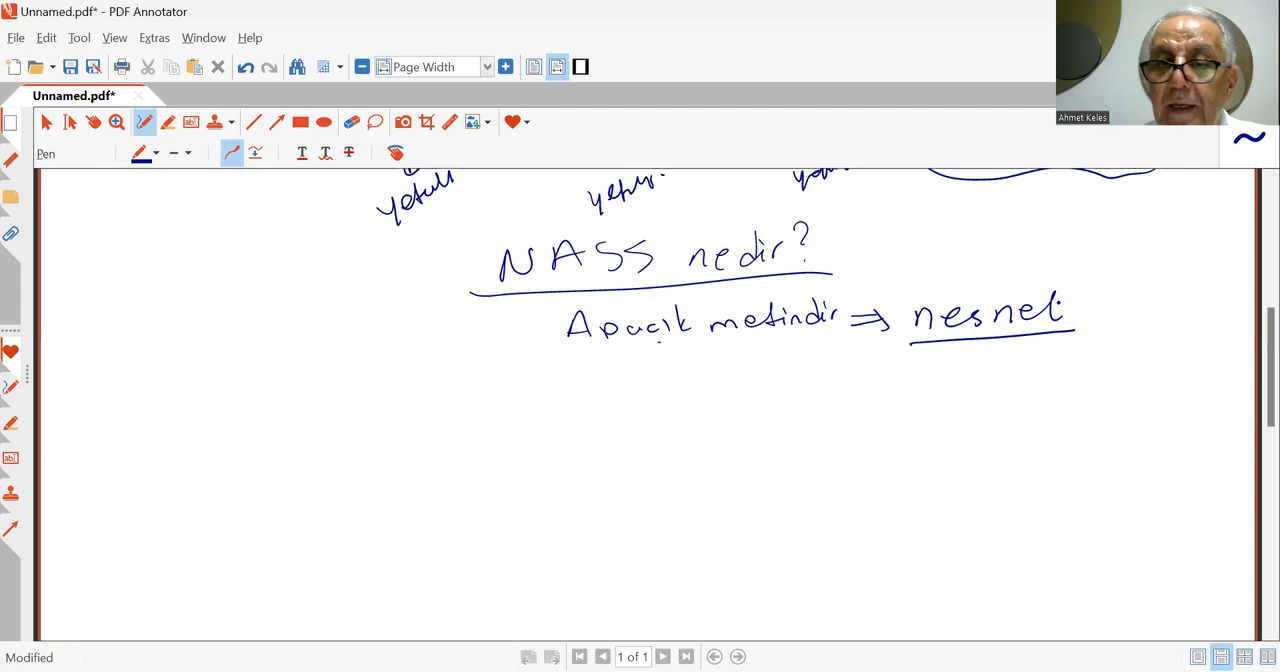 Unnamed.pdf* - PDF Annotator
File Edit Tool View Extras Window Help
Page Width
Unnamed.pdf*
Ahmet Keles
Pen
NASS nedir?
Apaçık metindir ⇒ nesnel
Modified
1 of 1